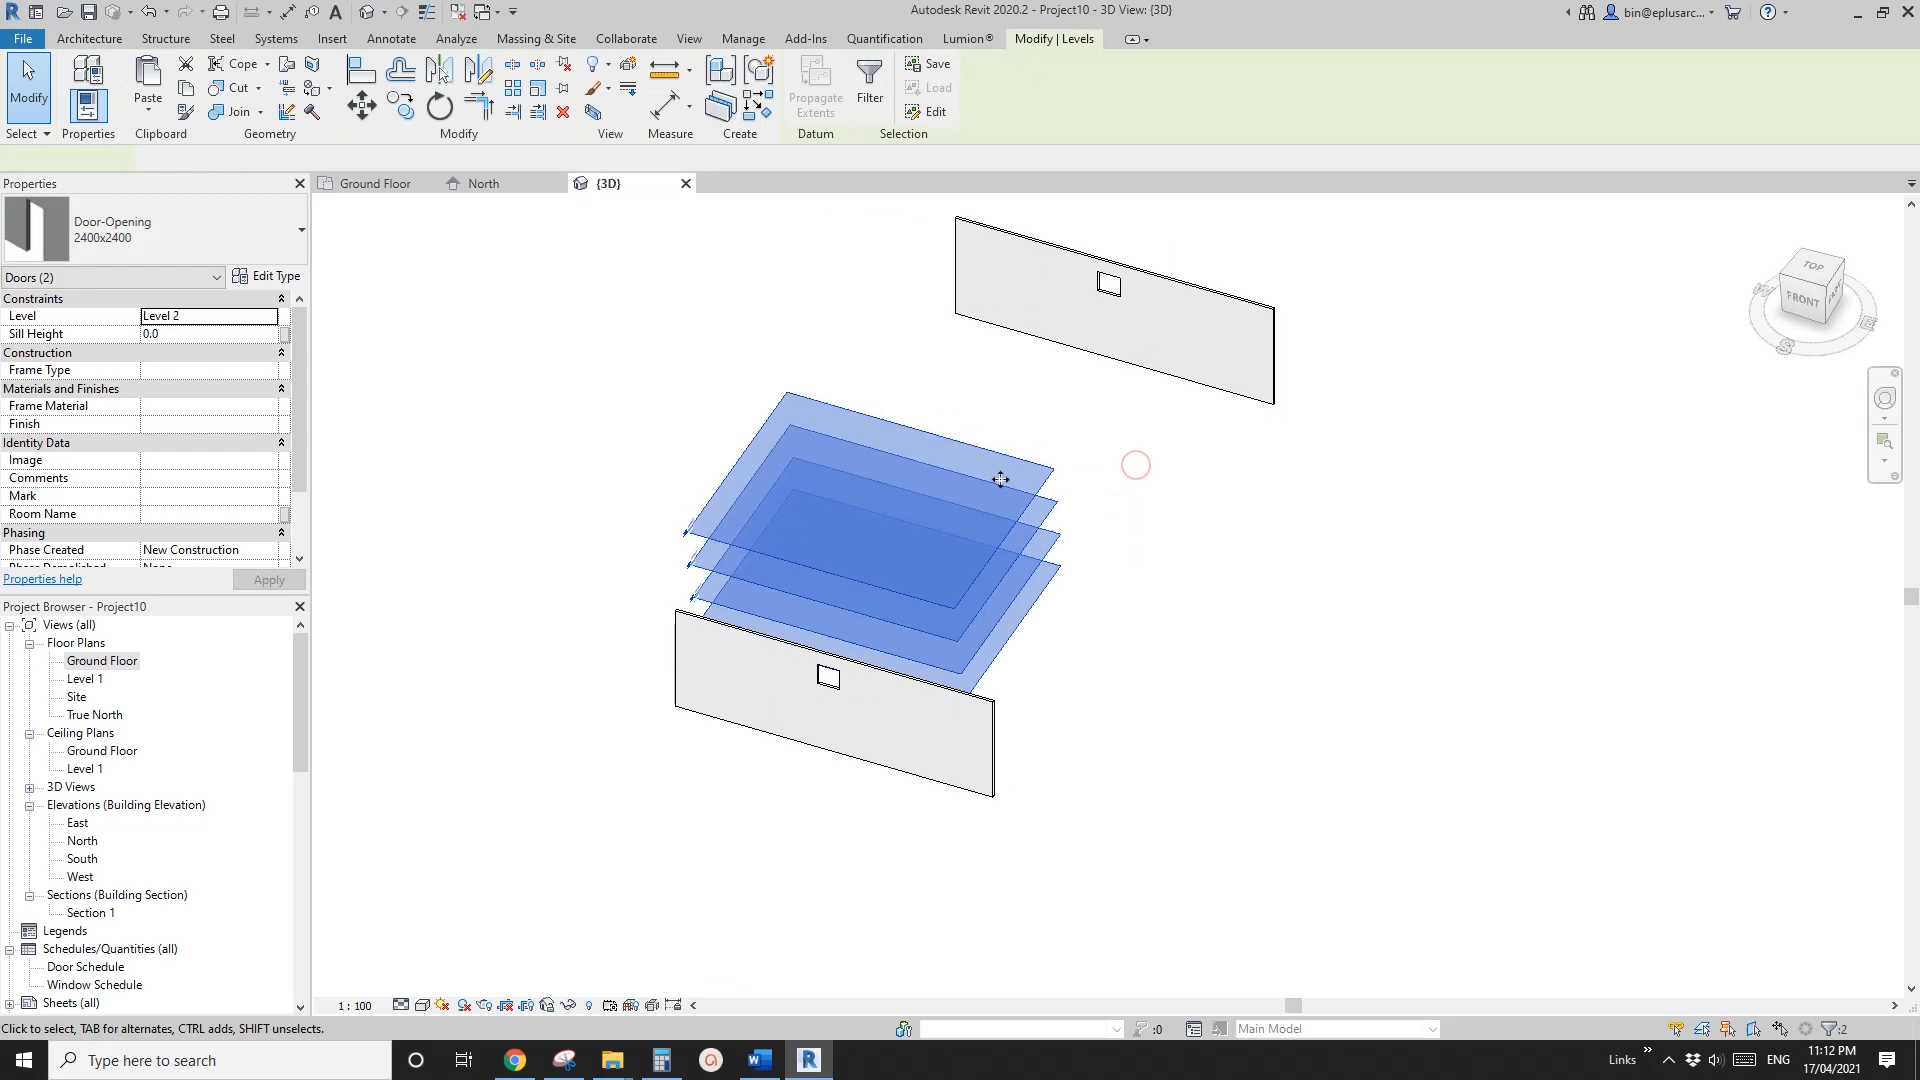 Autodesk Revit 2020.2 - Project10 - 3D View: {3D}
bin@eplusarc...
File Architecture Structure Steel Systems Insert Annotate Analyze Massing & Site Collaborate View Manage Add-Ins Quantification Lumion® Modify | Levels
Modify
Paste
Cope
Cut
Join
Propagate
Extents
Filter
Save
Load
Edit
Select Properties Clipboard Geometry Modify View Measure Create Datum Selection
Properties
Ground Floor North {3D}
Door-Opening
2400x2400
Doors (2) Edit Type
Constraints
Level Level 2
Sill Height 0.0
Construction
Frame Type
Materials and Finishes
Frame Material
Finish
Identity Data
Image
Comments
Mark
Room Name
Phasing
Phase Created New Construction
Phase Demolished None
Properties help Apply
TOP
FRONT
W
S
E
Project Browser - Project10
Views (all)
Floor Plans
Ground Floor
Level 1
Site
True North
Ceiling Plans
Ground Floor
Level 1
3D Views
Elevations (Building Elevation)
East
North
South
West
Sections (Building Section)
Section 1
Legends
Schedules/Quantities (all)
Door Schedule
Window Schedule
Sheets (all)
1 : 100
Click to select, TAB for alternates, CTRL adds, SHIFT unselects.
:0
Main Model
:2
Type here to search
Links
ENG
11:12 PM
17/04/2021